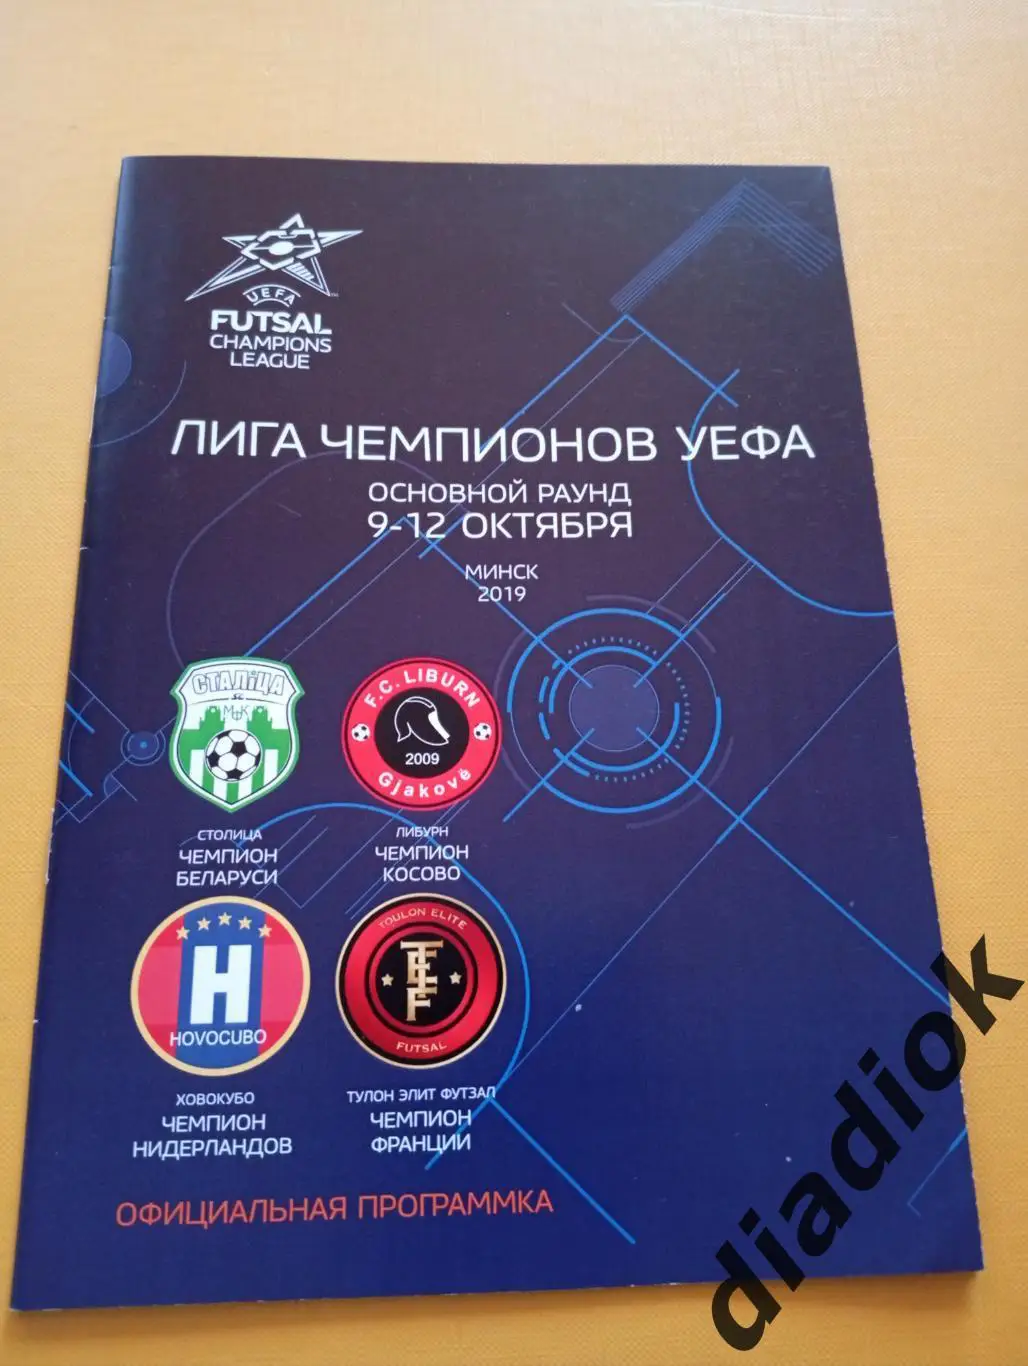 UEFA
FUTSAL
CHAMPIONS
LEAGUE
ЛИГА ЧЕМПИОНОВ УЕФА
ОСНОВНОЙ РАУНД
9-12 ОКТЯБРЯ
МИНСК
2019
СТАЛІЦА
МФК
F.C. LIBURN
2009
Gjakovë
СТОЛИЦА
ЧЕМПИОН
БЕЛАРУСИ
ЛИБУРН
ЧЕМПИОН
КОСОВО
H
HOVOCUBO
TOULON ELITE
TEF
FUTSAL
ХОВОКУБО
ЧЕМПИОН
НИДЕРЛАНДОВ
ТУЛОН ЭЛИТ ФУТЗАЛ
ЧЕМПИОН
ФРАНЦИИ
ОФИЦИАЛЬНАЯ ПРОГРАММКА
diadiok